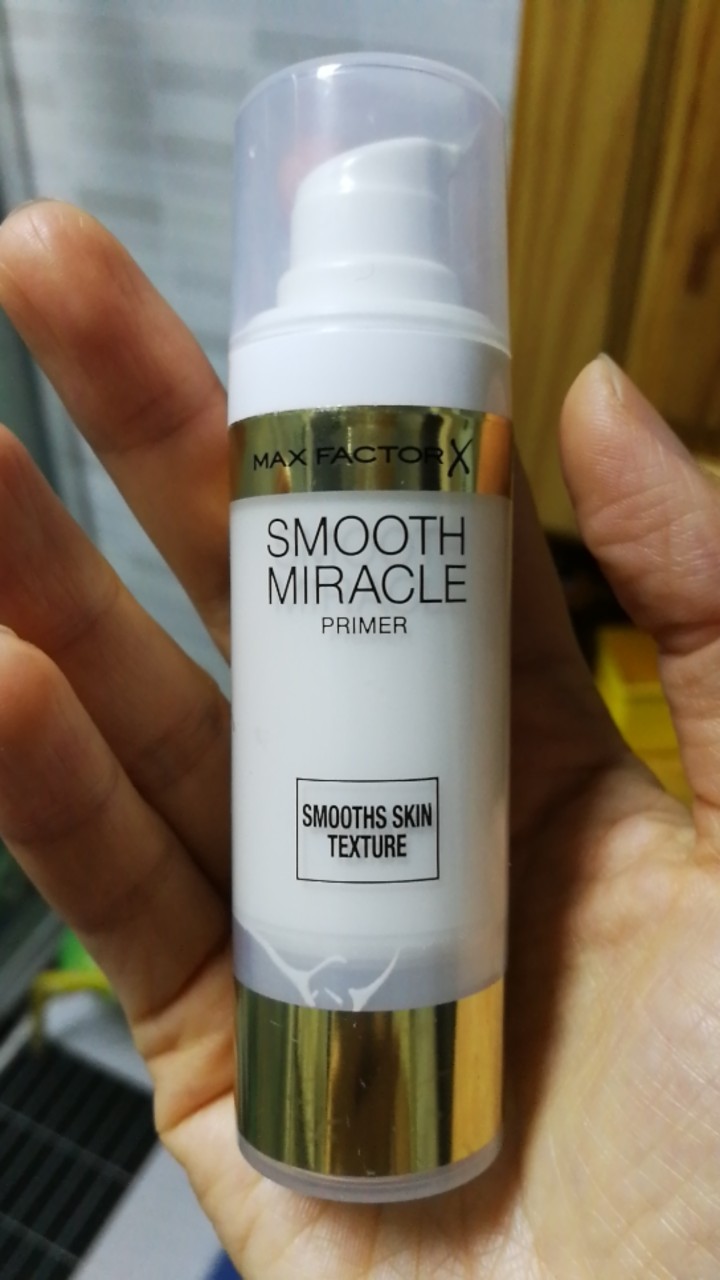 MAX FACTOR X
SMOOTH
MIRACLE
PRIMER
SMOOTHS SKIN
TEXTURE